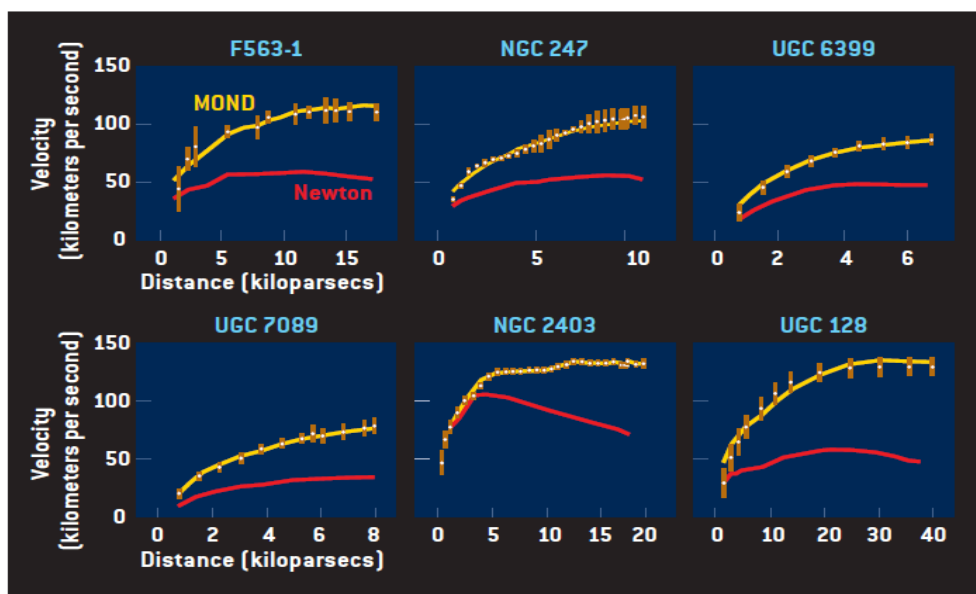 F563-1
NGC 247
UGC 6399
150
100
50
0
Velocity
(kilometers per second)
MOND
Newton
0 5 10 15
0 5 10
0 2 4 6
Distance (kiloparsecs)
UGC 7089
NGC 2403
UGC 128
150
100
50
0
Velocity
(kilometers per second)
0 2 4 6 8
0 5 10 15 20
0 10 20 30 40
Distance (kiloparsecs)